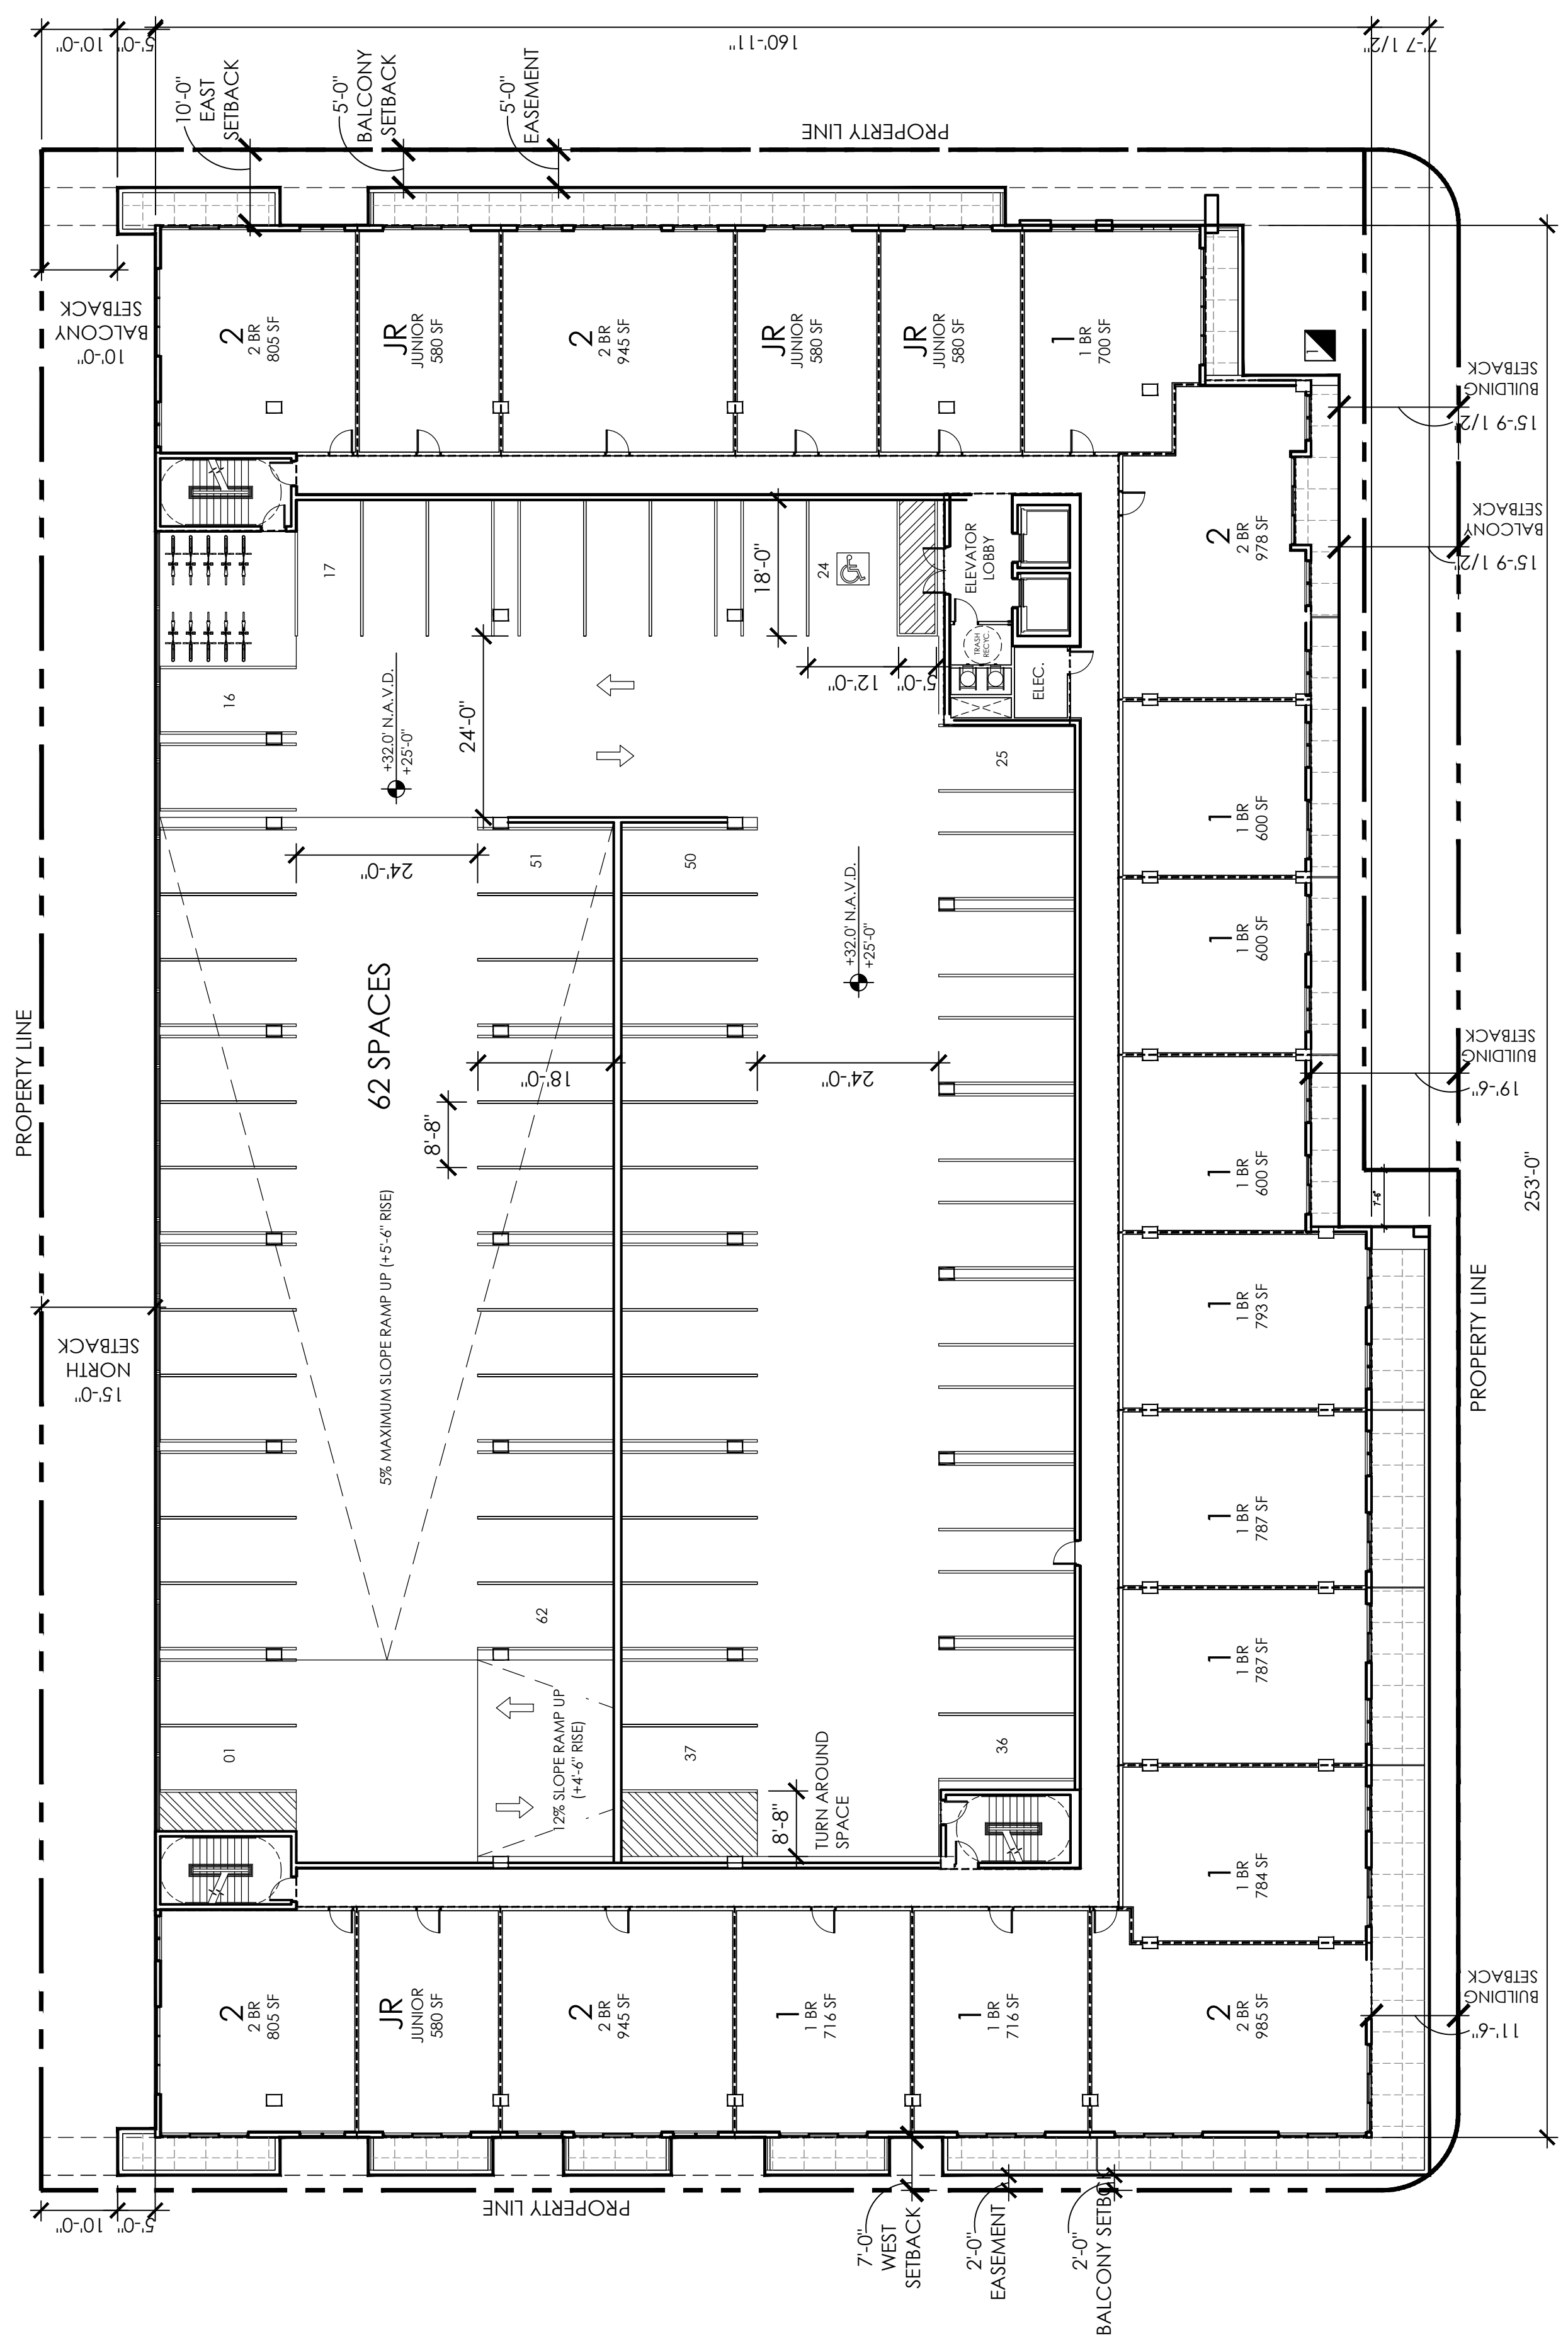 10'-0"
5'-0"
160'-11"
7'-7 1/2"
10'-0"
EAST
SETBACK
5'-0"
BALCONY
SETBACK
5'-0"
EASEMENT
PROPERTY LINE
10'-0"
BALCONY
SETBACK
2
2 BR
805 SF
JR
JUNIOR
580 SF
2
2 BR
945 SF
JR
JUNIOR
580 SF
JR
JUNIOR
580 SF
1
1 BR
700 SF
1
BUILDING
SETBACK
15'-9 1/2"
BALCONY
SETBACK
15'-9 1/2"
17
18'-0"
24
ELEVATOR
LOBBY
TRASH
RECYC.
ELEC.
2
2 BR
978 SF
16
+32.0' N.A.V.D.
+25'-0"
24'-0"
12'-0"
5'-0"
25
24'-0"
51
50
+32.0' N.A.V.D.
+25'-0"
1
1 BR
600 SF
1
1 BR
600 SF
1
1 BR
600 SF
PROPERTY LINE
62 SPACES
18'-0"
24'-0"
8'-8"
BUILDING
SETBACK
19'-6"
253'-0"
7'-6"
5% MAXIMUM SLOPE RAMP UP (+5'-6" RISE)
15'-0"
NORTH
SETBACK
1
1 BR
793 SF
PROPERTY LINE
1
1 BR
787 SF
1
1 BR
787 SF
1
1 BR
784 SF
62
01
12% SLOPE RAMP UP
(+4'-6" RISE)
37
8'-8"
TURN AROUND
SPACE
36
2
2 BR
805 SF
JR
JUNIOR
580 SF
2
2 BR
945 SF
1
1 BR
716 SF
1
1 BR
716 SF
2
2 BR
985 SF
BUILDING
SETBACK
11'-6"
10'-0"
5'-0"
PROPERTY LINE
7'-0"
WEST
SETBACK
2'-0"
EASEMENT
2'-0"
BALCONY SETBCK